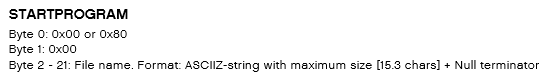 STARTPROGRAM
Byte 0: 0x00 or 0x80
Byte 1: 0x00
Byte 2 - 21: File name. Format: ASCIIZ-string with maximum size [15.3 chars] + Null terminator